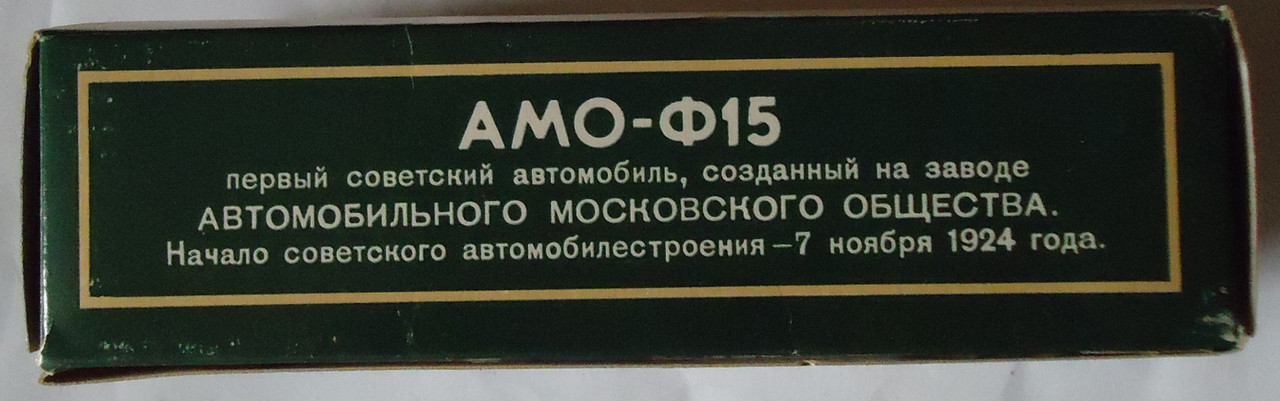 АМО-Ф15
первый советский автомобиль, созданный на заводе
АВТОМОБИЛЬНОГО МОСКОВСКОГО ОБЩЕСТВА.
Начало советского автомобилестроения—7 ноября 1924 года.